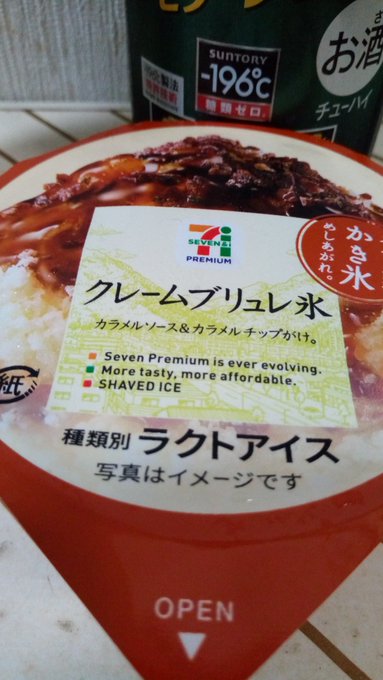 SUNTORY
-196℃
糖類ゼロ。
お酒
チューハイ
SEVEN&i
PREMIUM
かき氷
めしあがれ。
クレームブリュレ氷
カラメルソース&カラメルチップがけ。
Seven Premium is ever evolving.
More tasty, more affordable.
SHAVED ICE
紙
種類別 ラクトアイス
写真はイメージです
OPEN